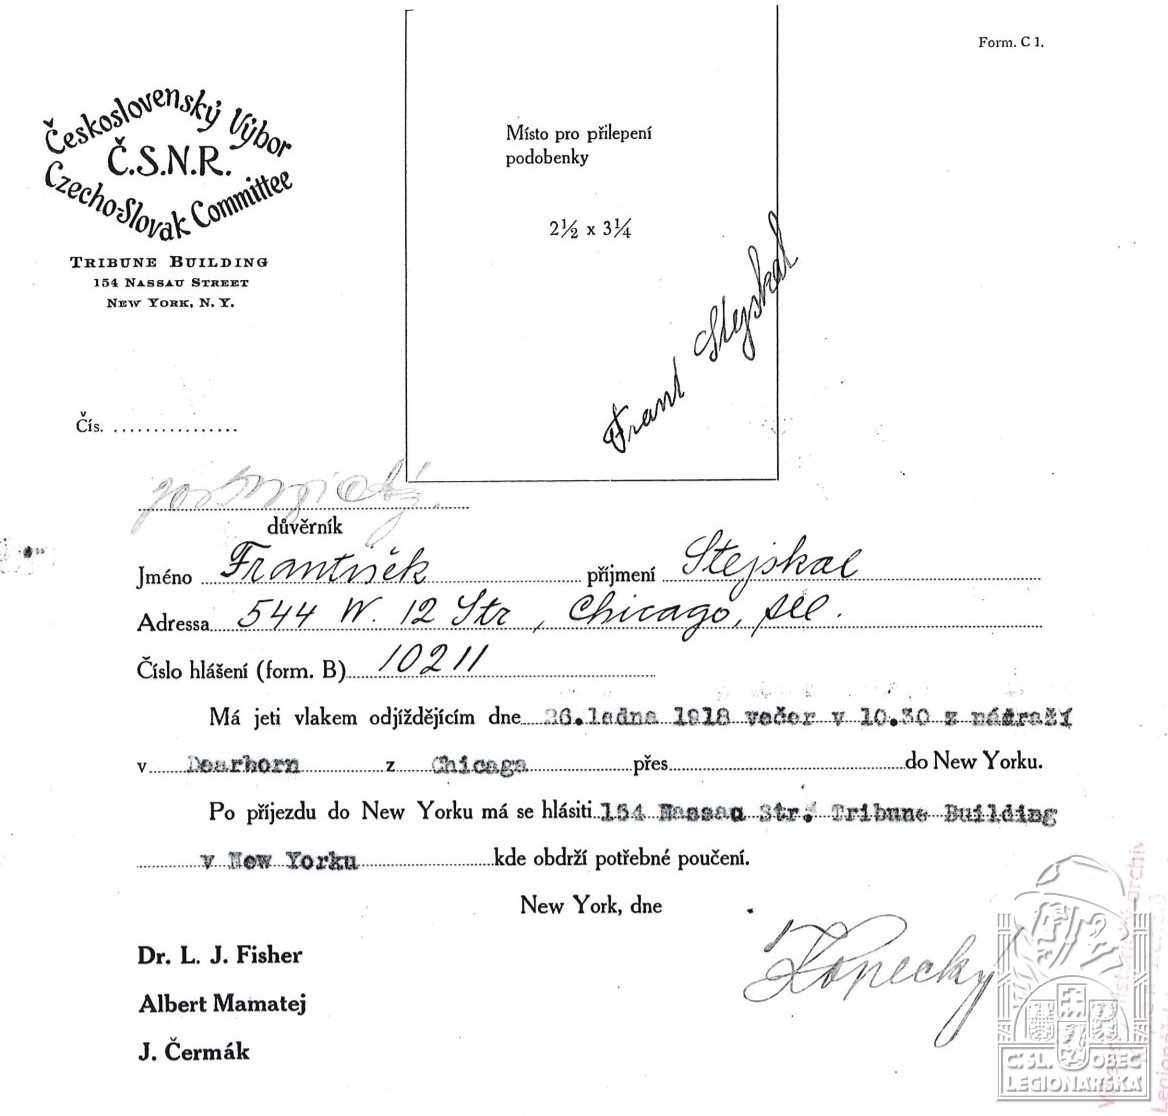 Form. C 1.
Československý Výbor
Č.S.N.R.
Czecho-Slovak Committee
TRIBUNE BUILDING
154 NASSAU STREET
NEW YORK, N. Y.
Místo pro přilepení
podobenky
2½ x 3¼
Frant Stejskal
Čís. ................
důvěrník
Jméno František příjmení Stejskal
Adressa 544 W. 12 Str, Chicago, Ill.
Číslo hlášení (form. B) 10211
Má jeti vlakem odjíždějícím dne 26. ledna 1918 večer v 10.30 z nádraží
v Dearborn z Chicaga přes do New Yorku.
Po příjezdu do New Yorku má se hlásiti 154 Nassau Str. Tribune Building
v New Yorku kde obdrží potřebné poučení.
New York, dne
Kopecky
Dr. L. J. Fisher
Albert Mamatej
J. Čermák
Č.SL. OBEC
LEGIONÁŘSKÁ